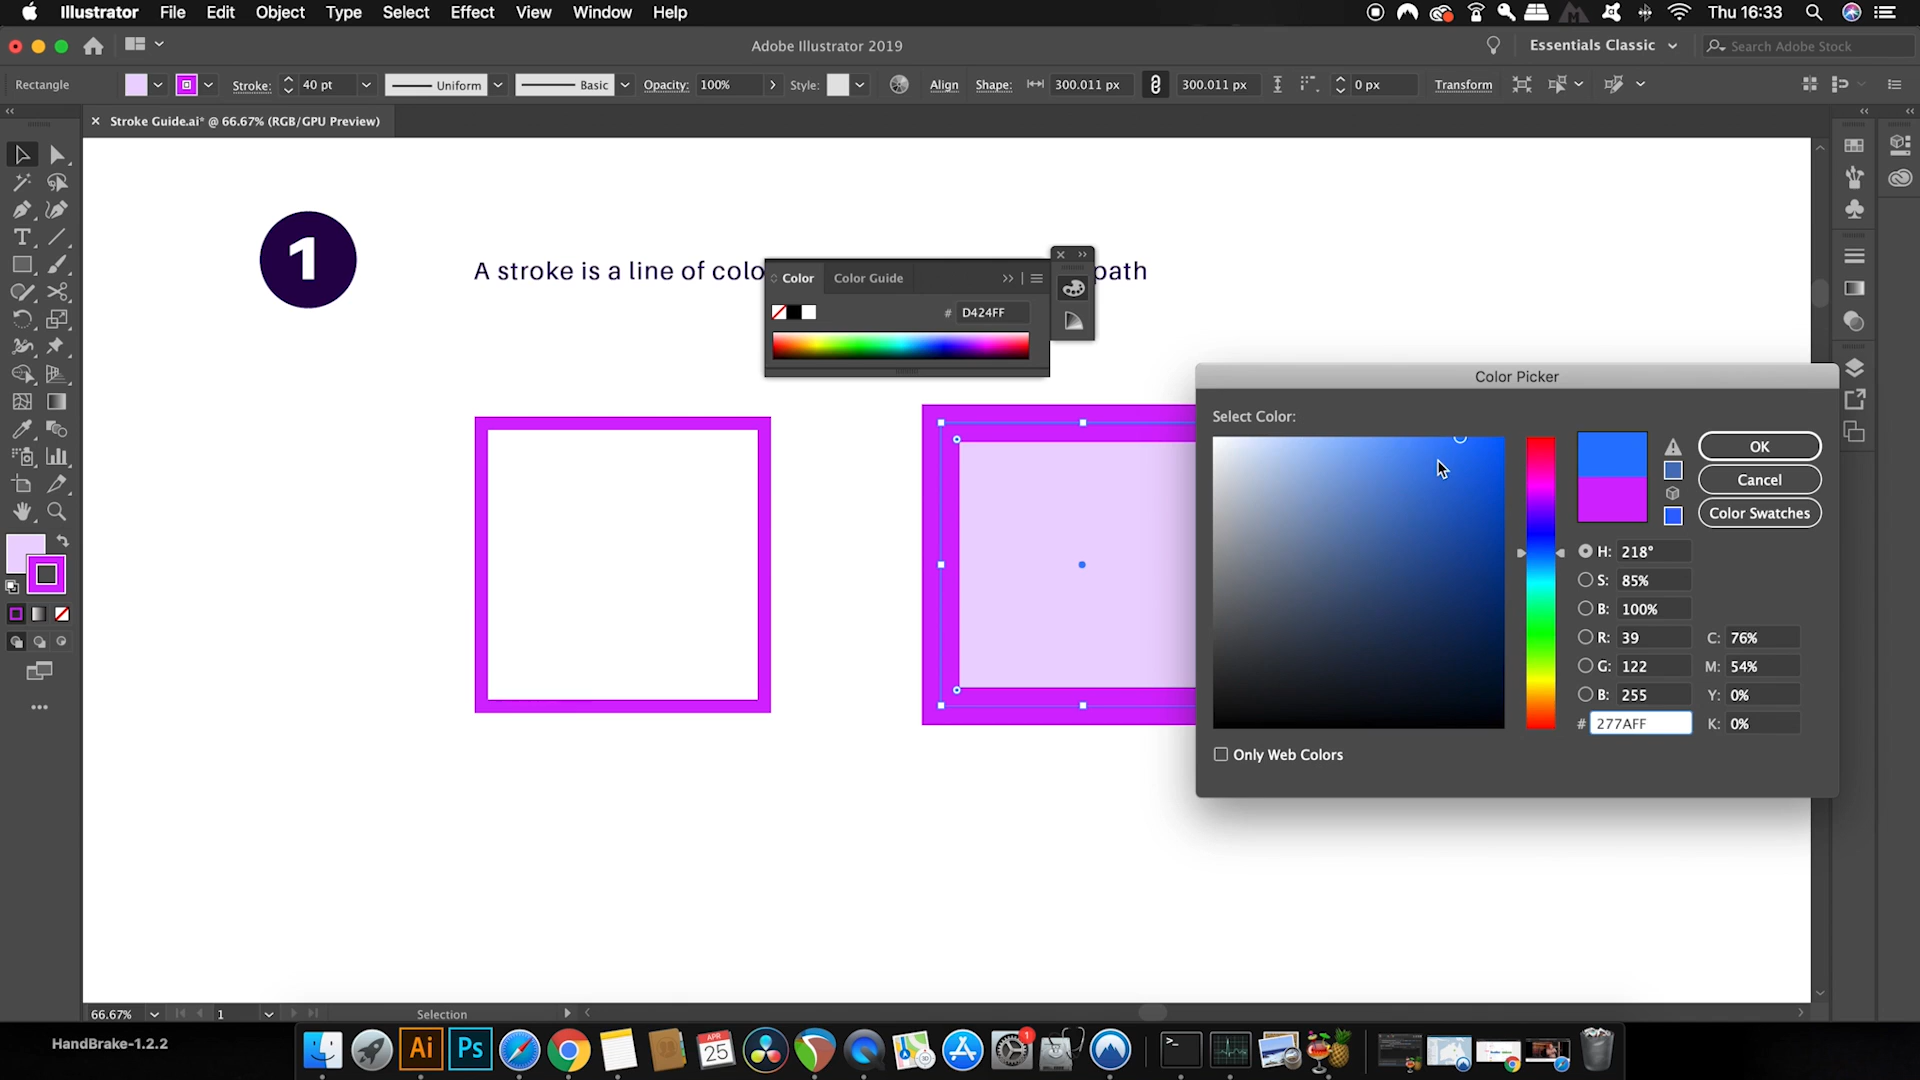 Illustrator File Edit Object Type Select Effect View Window Help
Thu 16:33
Adobe Illustrator 2019
Essentials Classic
Search Adobe Stock
Rectangle
Stroke: 40 pt
Uniform
Basic
Opacity: 100%
Style:
Align
Shape: 300.011 px
300.011 px
0 px
Transform
× Stroke Guide.ai* @ 66.67% (RGB/GPU Preview)
1
A stroke is a line of colo
path
Color Color Guide
# D424FF
Color Picker
Select Color:
OK
Cancel
Color Swatches
H: 218°
S: 85%
B: 100%
R: 39 C: 76%
G: 122 M: 54%
B: 255 Y: 0%
# 277AFF K: 0%
Only Web Colors
66.67% 1 Selection
HandBrake-1.2.2
Ai
Ps
APR
25
1